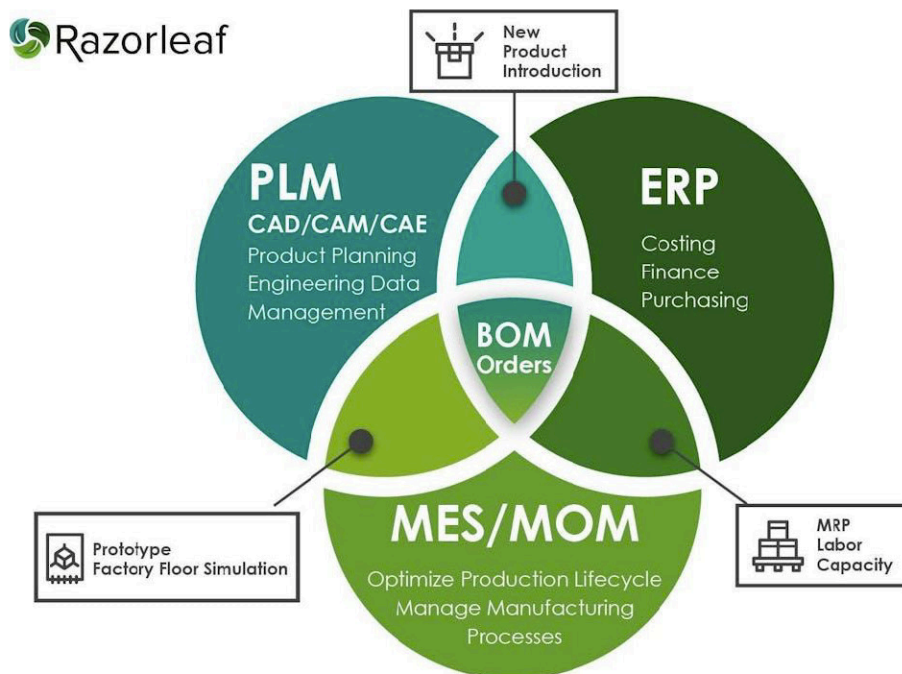 Razorleaf
New
Product
Introduction
PLM
CAD/CAM/CAE
Product Planning
Engineering Data
Management
ERP
Costing
Finance
Purchasing
BOM
Orders
MES/MOM
Optimize Production Lifecycle
Manage Manufacturing
Processes
Prototype
Factory Floor Simulation
MRP
Labor
Capacity